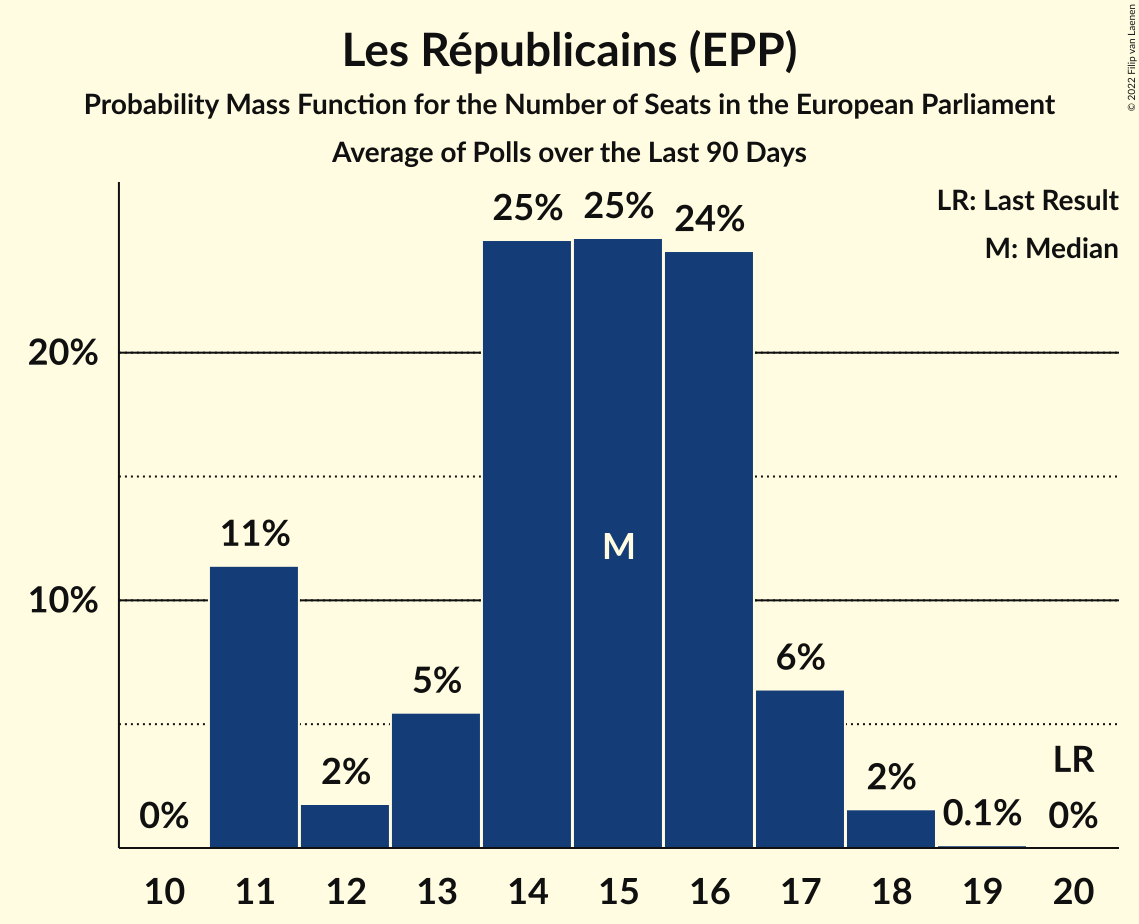 Les Républicains (EPP)
Probability Mass Function for the Number of Seats in the European Parliament
Average of Polls over the Last 90 Days
© 2022 Filip van Laenen
LR: Last Result
M: Median
25%
25%
24%
20%
11%
M
10%
6%
5%
2%
2%
LR
0%
0.1%
0%
10 11 12 13 14 15 16 17 18 19 20